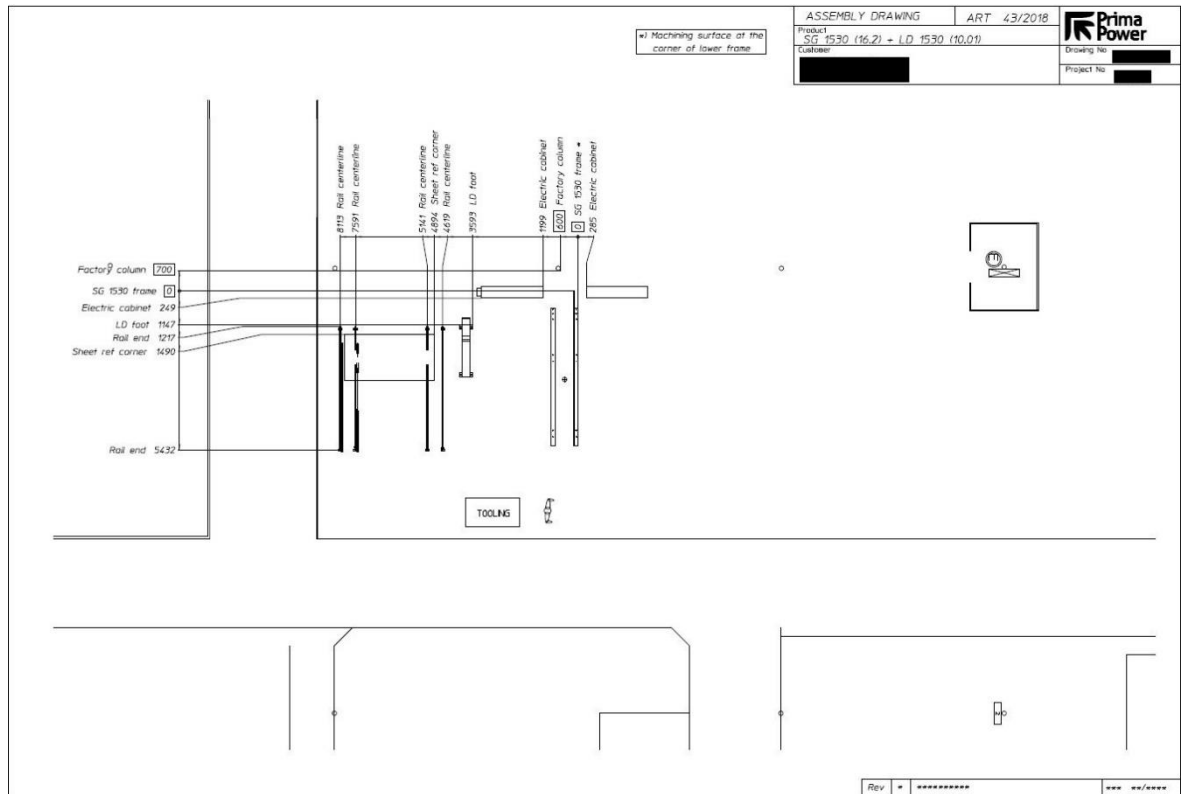 *) Machining surface at the
corner of lower frame
ASSEMBLY DRAWING
ART 43/2018
Product
SG 1530 (16.2) + LD 1530 (10.01)
Customer
Prima
Power
Drawing No
Project No
8113 Rail centerline
7591 Rail centerline
5141 Rail centerline
4894 Sheet ref corner
4619 Rail centerline
3593 LD foot
1199 Electric cabinet
600 Factory column
0 SG 1530 frame *
285 Electric cabinet
Factory column 700
SG 1530 frame 0
Electric cabinet 249
LD foot 1147
Rail end 1217
Sheet ref corner 1490
Rail end 5432
TOOLING
Rev * ********** *** **/****